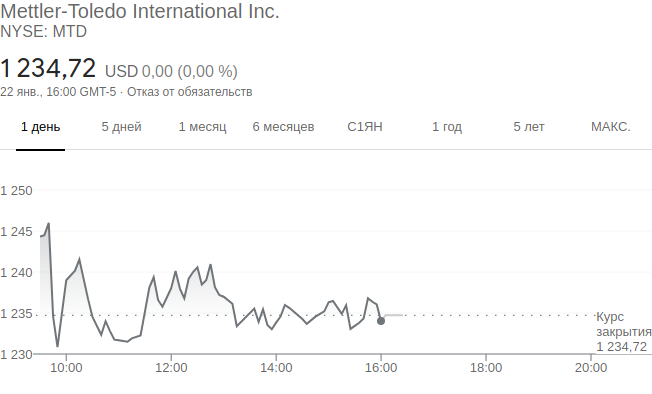 Mettler-Toledo International Inc.
NYSE: MTD
1 234,72 USD 0,00 (0,00 %)
22 янв., 16:00 GMT-5 · Отказ от обязательств
1 день 5 дней 1 месяц 6 месяцев С1ЯН 1 год 5 лет МАКС.
1 250
1 245
1 240
1 235
Курс
закрытия
1 234,72
1 230
10:00 12:00 14:00 16:00 18:00 20:00